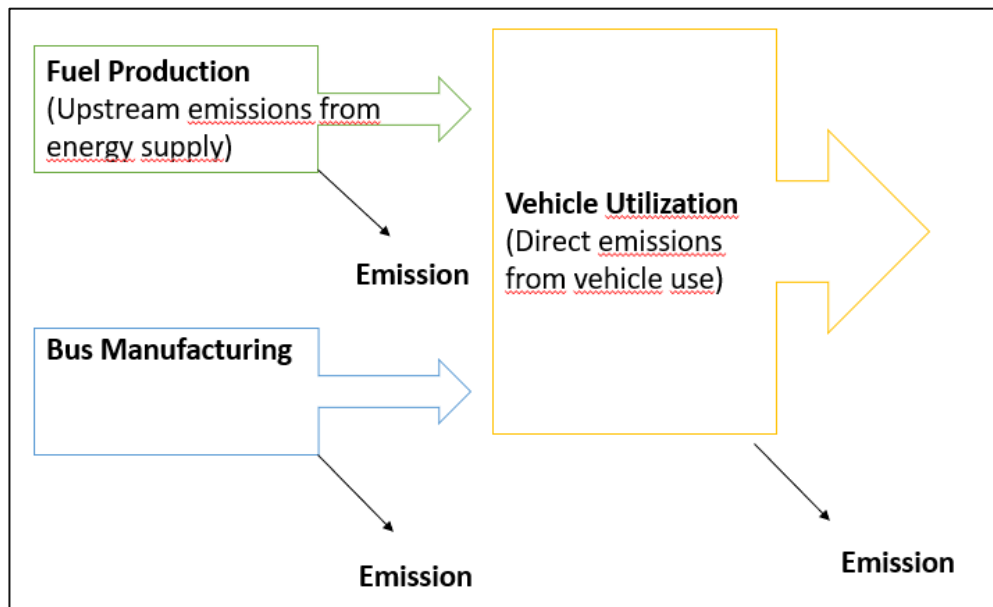 Fuel Production
(Upstream emissions from
energy supply)
Emission
Bus Manufacturing
Emission
Vehicle Utilization
(Direct emissions
from vehicle use)
Emission